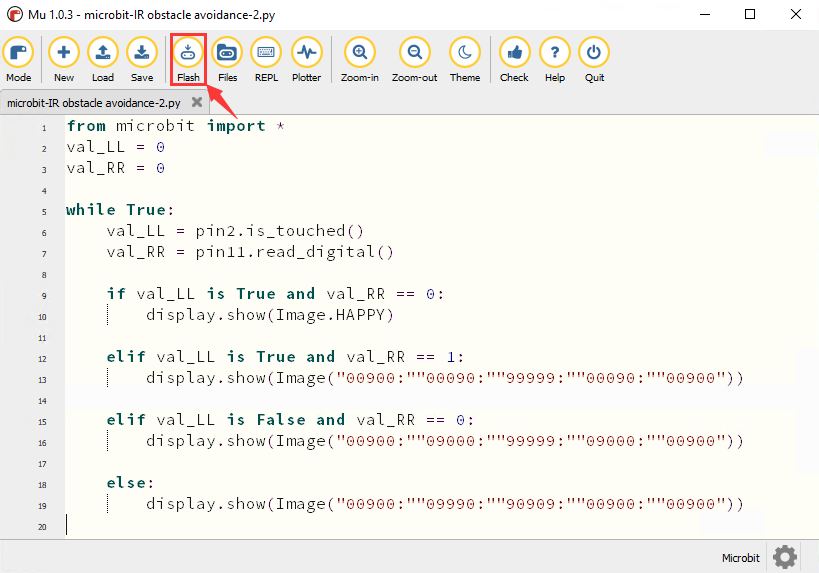 Mu 1.0.3 - microbit-IR obstacle avoidance-2.py
Mode New Load Save Flash Files REPL Plotter Zoom-in Zoom-out Theme Check Help Quit
microbit-IR obstacle avoidance-2.py
1 from microbit import *
2 val_LL = 0
3 val_RR = 0
4
5 while True:
6 val_LL = pin2.is_touched()
7 val_RR = pin11.read_digital()
8
9 if val_LL is True and val_RR == 0:
10 display.show(Image.HAPPY)
11
12 elif val_LL is True and val_RR == 1:
13 display.show(Image("00900:""00090:""99999:""00090:""00900"))
14
15 elif val_LL is False and val_RR == 0:
16 display.show(Image("00900:""09000:""99999:""09000:""00900"))
17
18 else:
19 display.show(Image("00900:""09990:""90909:""00900:""00900"))
20
Microbit